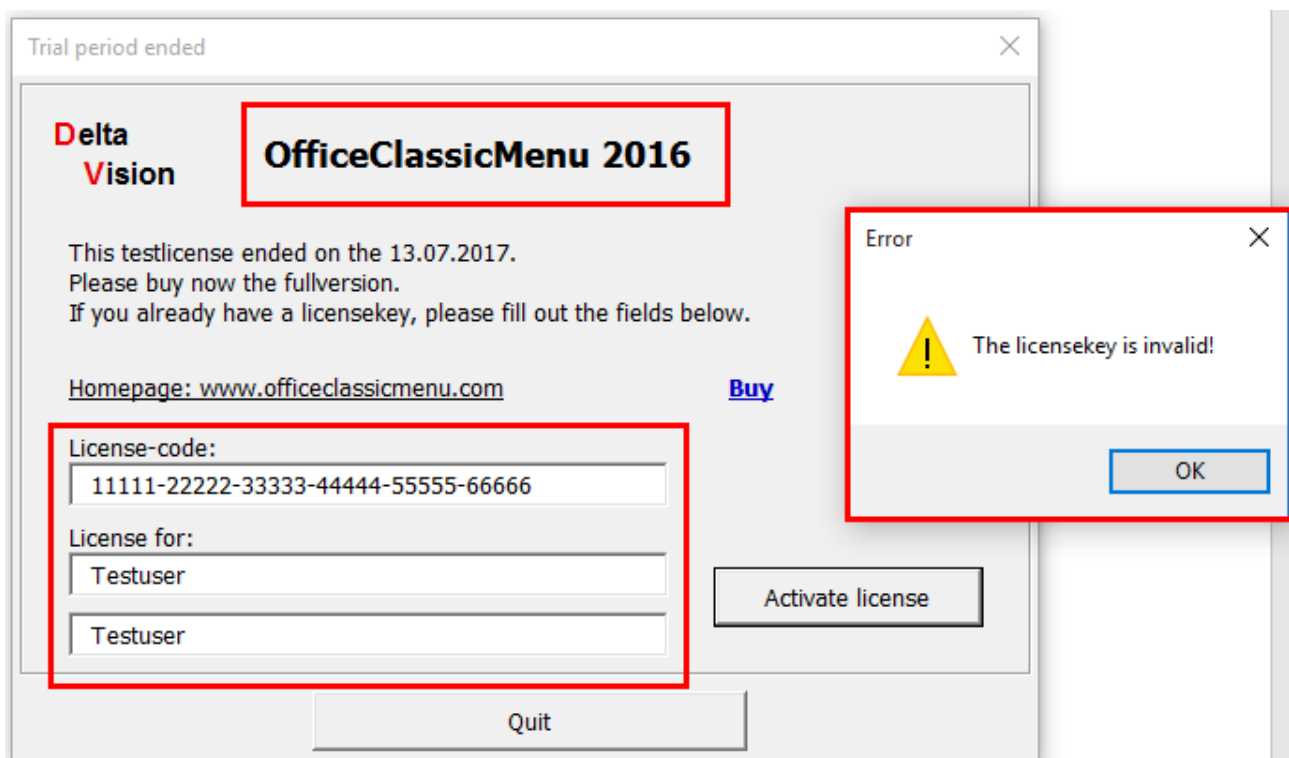 Trial period ended
Delta
Vision
OfficeClassicMenu 2016
This testlicense ended on the 13.07.2017.
Please buy now the fullversion.
If you already have a licensekey, please fill out the fields below.
Homepage: www.officeclassicmenu.com
Buy
License-code:
11111-22222-33333-44444-55555-66666
License for:
Testuser
Testuser
Activate license
Quit
Error
The licensekey is invalid!
OK